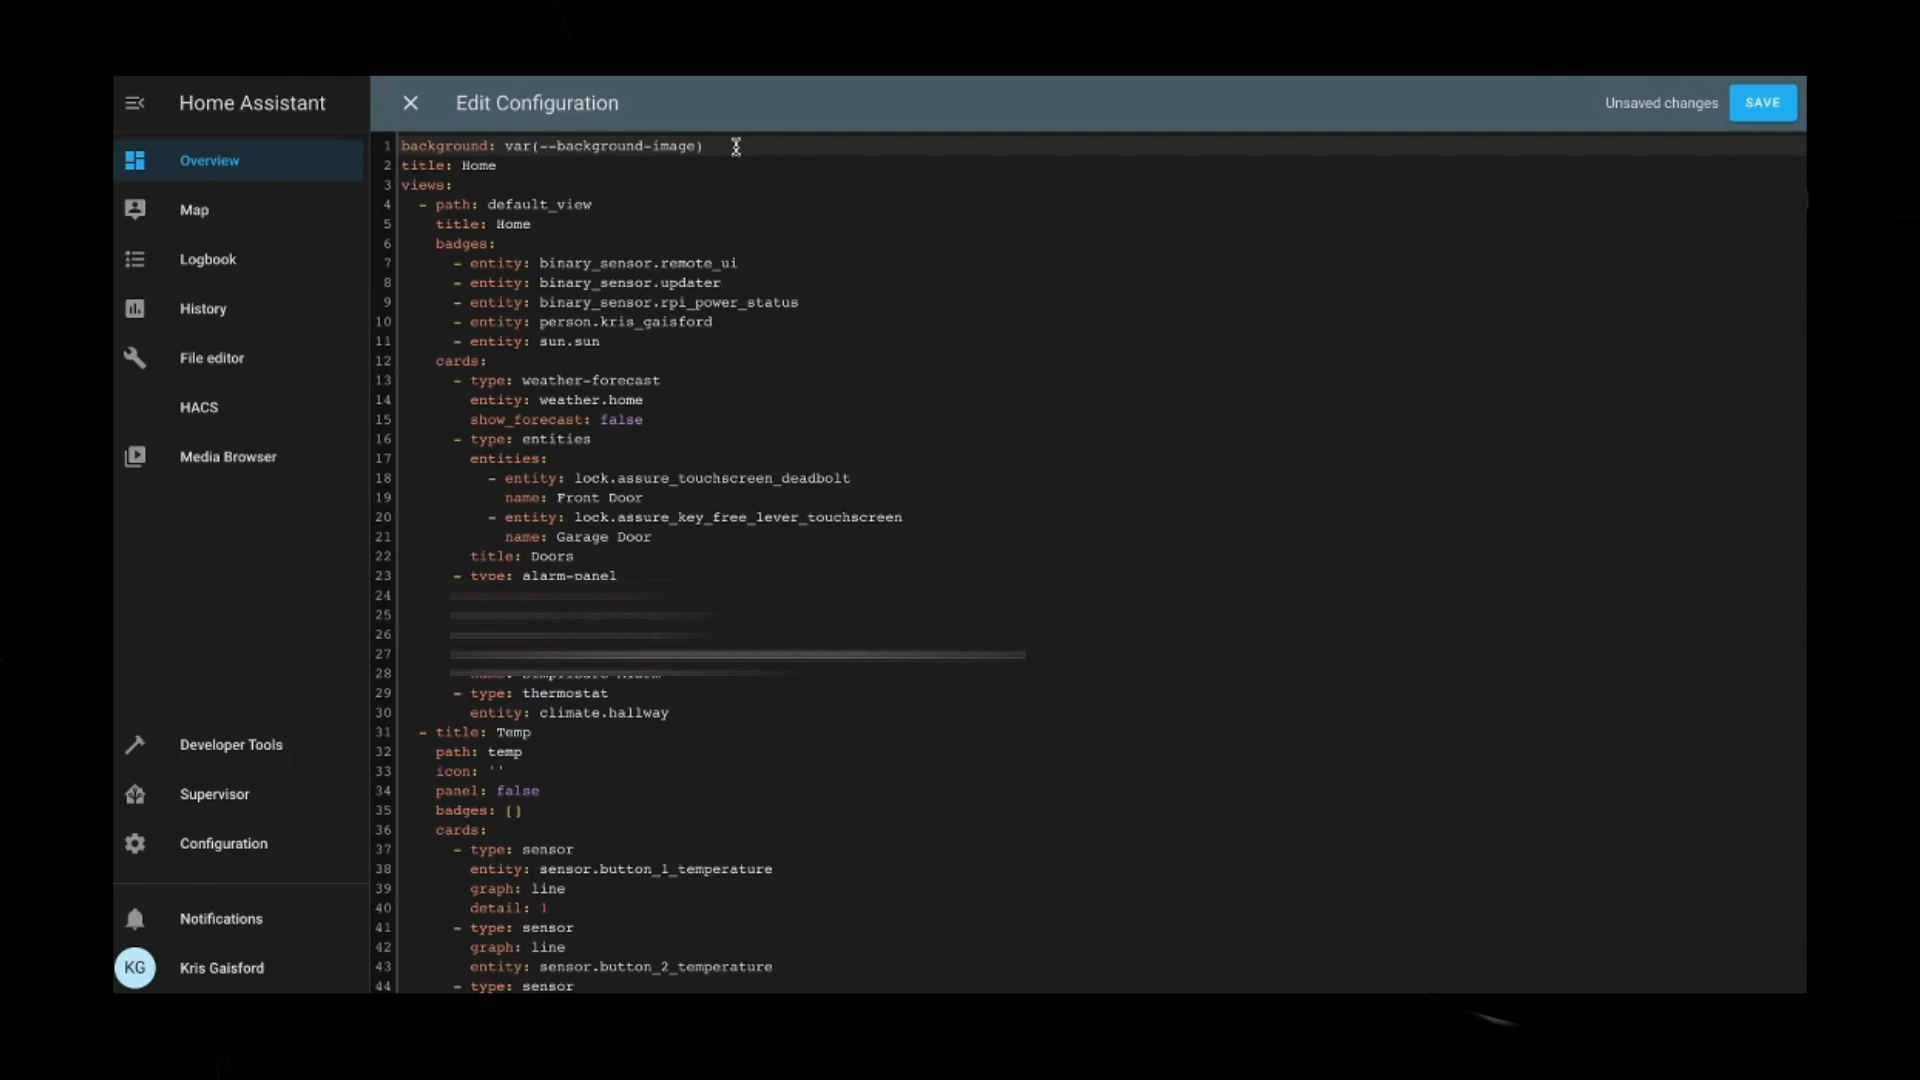 Home Assistant
Overview
Map
Logbook
History
File editor
HACS
Media Browser
Developer Tools
Supervisor
Configuration
Notifications
KG
Kris Gaisford
Edit Configuration
Unsaved changes
SAVE
1 background: var(--background-image)
2 title: Home
3 views:
4 - path: default_view
5 title: Home
6 badges:
7 - entity: binary_sensor.remote_ui
8 - entity: binary_sensor.updater
9 - entity: binary_sensor.rpi_power_status
10 - entity: person.kris_gaisford
11 - entity: sun.sun
12 cards:
13 - type: weather-forecast
14 entity: weather.home
15 show_forecast: false
16 - type: entities
17 entities:
18 - entity: lock.assure_touchscreen_deadbolt
19 name: Front Door
20 - entity: lock.assure_key_free_lever_touchscreen
21 name: Garage Door
22 title: Doors
23 - type: alarm-panel
24
25
26
27
28
29 - type: thermostat
30 entity: climate.hallway
31 - title: Temp
32 path: temp
33 icon: ''
34 panel: false
35 badges: []
36 cards:
37 - type: sensor
38 entity: sensor.button_1_temperature
39 graph: line
40 detail: 1
41 - type: sensor
42 graph: line
43 entity: sensor.button_2_temperature
44 - type: sensor